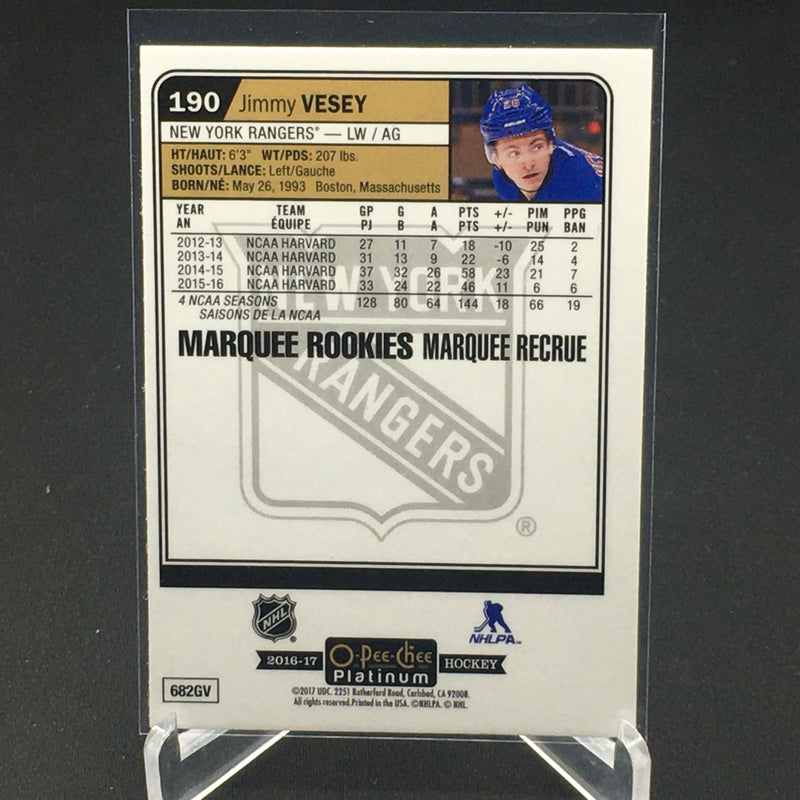 190 Jimmy VESEY
NEW YORK RANGERS® — LW / AG
HT/HAUT: 6'3" WT/PDS: 207 lbs.
SHOOTS/LANCE: Left/Gauche
BORN/NÉ: May 26, 1993 Boston, Massachusetts
YEAR TEAM GP G A PTS +/- PIM PPG
AN ÉQUIPE PJ B A PTS +/- PUN BAN
2012-13 NCAA HARVARD 27 11 7 18 -10 25 2
2013-14 NCAA HARVARD 31 13 9 22 -6 14 4
2014-15 NCAA HARVARD 37 32 26 58 23 21 7
2015-16 NCAA HARVARD 33 24 22 46 11 6 6
4 NCAA SEASONS 128 80 64 144 18 66 19
SAISONS DE LA NCAA
NEW YORK
MARQUEE ROOKIES MARQUEE RECRUE
RANGERS
®
NHL ®
NHLPA™
2016-17 O-Pee-Chee HOCKEY
Platinum
682GV
©2017 UDC. 2251 Rutherford Road, Carlsbad, CA 92008.
All rights reserved. Printed in the USA. ©NHLPA. © NHL.